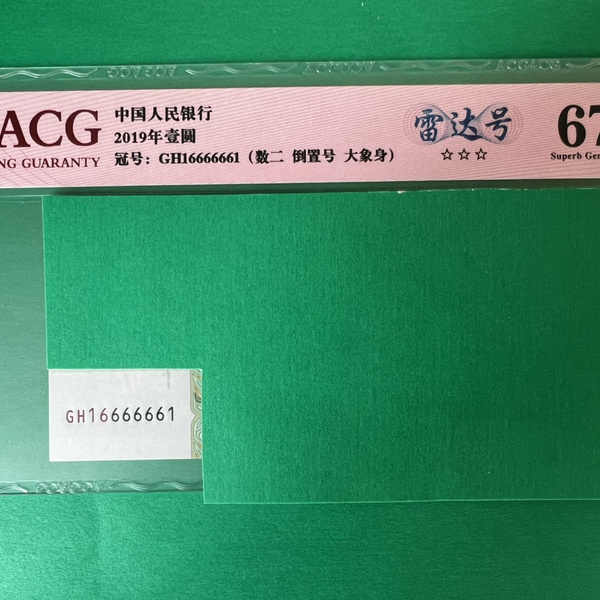 ACG
NG GUARANTY
中国人民银行
2019年壹圆
冠号：GH16666661（数二 倒置号 大象身）
雷达号
☆☆☆
67
Superb Gem
GH16666661